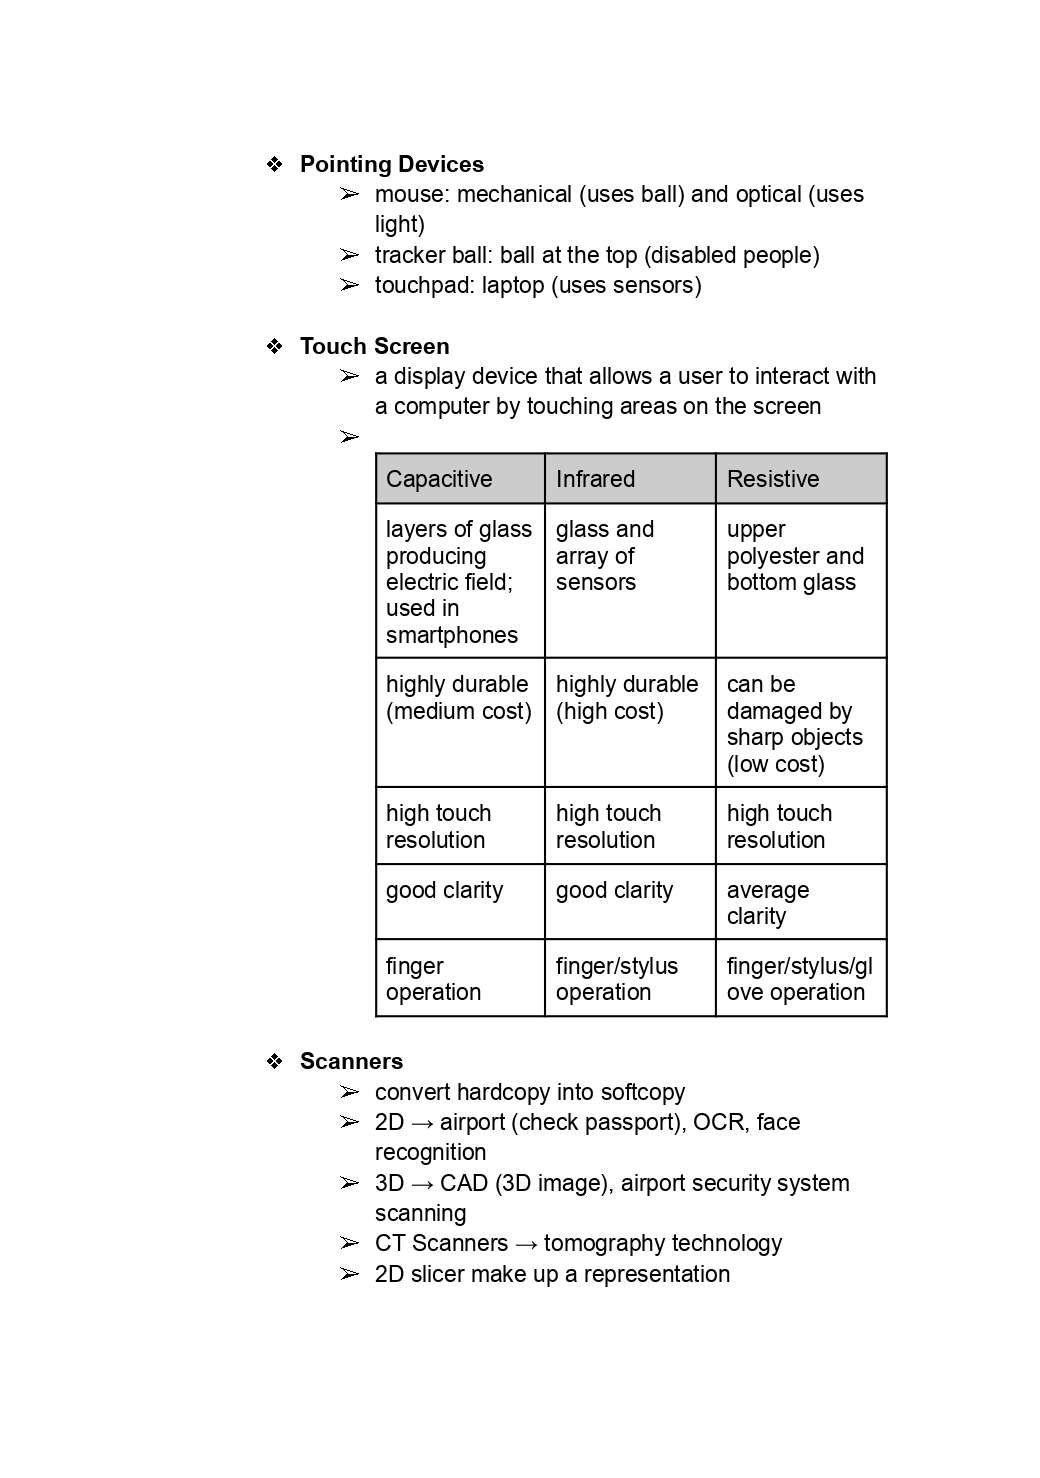 ❖ Pointing Devices
➢ mouse: mechanical (uses ball) and optical (uses
light)
➢ tracker ball: ball at the top (disabled people)
➢ touchpad: laptop (uses sensors)
❖ Touch Screen
➢ a display device that allows a user to interact with
a computer by touching areas on the screen
➢
Capacitive
Infrared
Resistive
layers of glass
producing
electric field;
used in
smartphones
glass and
array of
sensors
upper
polyester and
bottom glass
highly durable
(medium cost)
highly durable
(high cost)
can be
damaged by
sharp objects
(low cost)
high touch
resolution
high touch
resolution
high touch
resolution
good clarity
good clarity
average
clarity
finger
operation
finger/stylus
operation
finger/stylus/gl
ove operation
❖ Scanners
➢ convert hardcopy into softcopy
➢ 2D → airport (check passport), OCR, face
recognition
➢ 3D → CAD (3D image), airport security system
scanning
➢ CT Scanners → tomography technology
➢ 2D slicer make up a representation